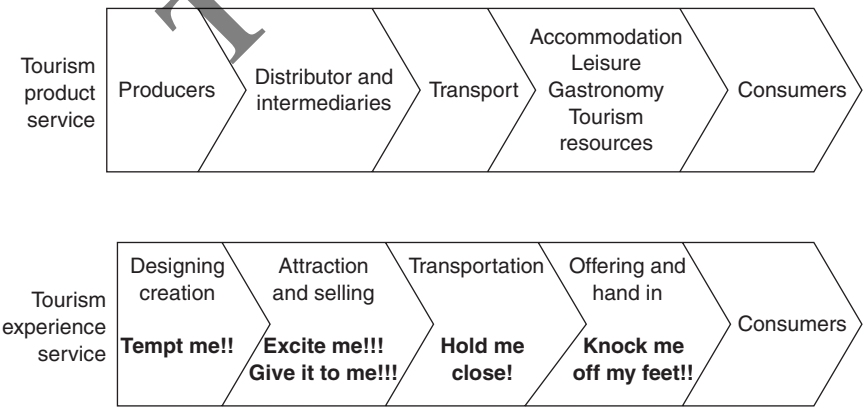 Tourism
product
service
Producers
Distributor and
intermediaries
Transport
Accommodation
Leisure
Gastronomy
Tourism
resources
Consumers
Tourism
experience
service
Designing
creation
Tempt me!!
Attraction
and selling
Excite me!!!
Give it to me!!!
Transportation
Hold me
close!
Offering and
hand in
Knock me
off my feet!!
Consumers